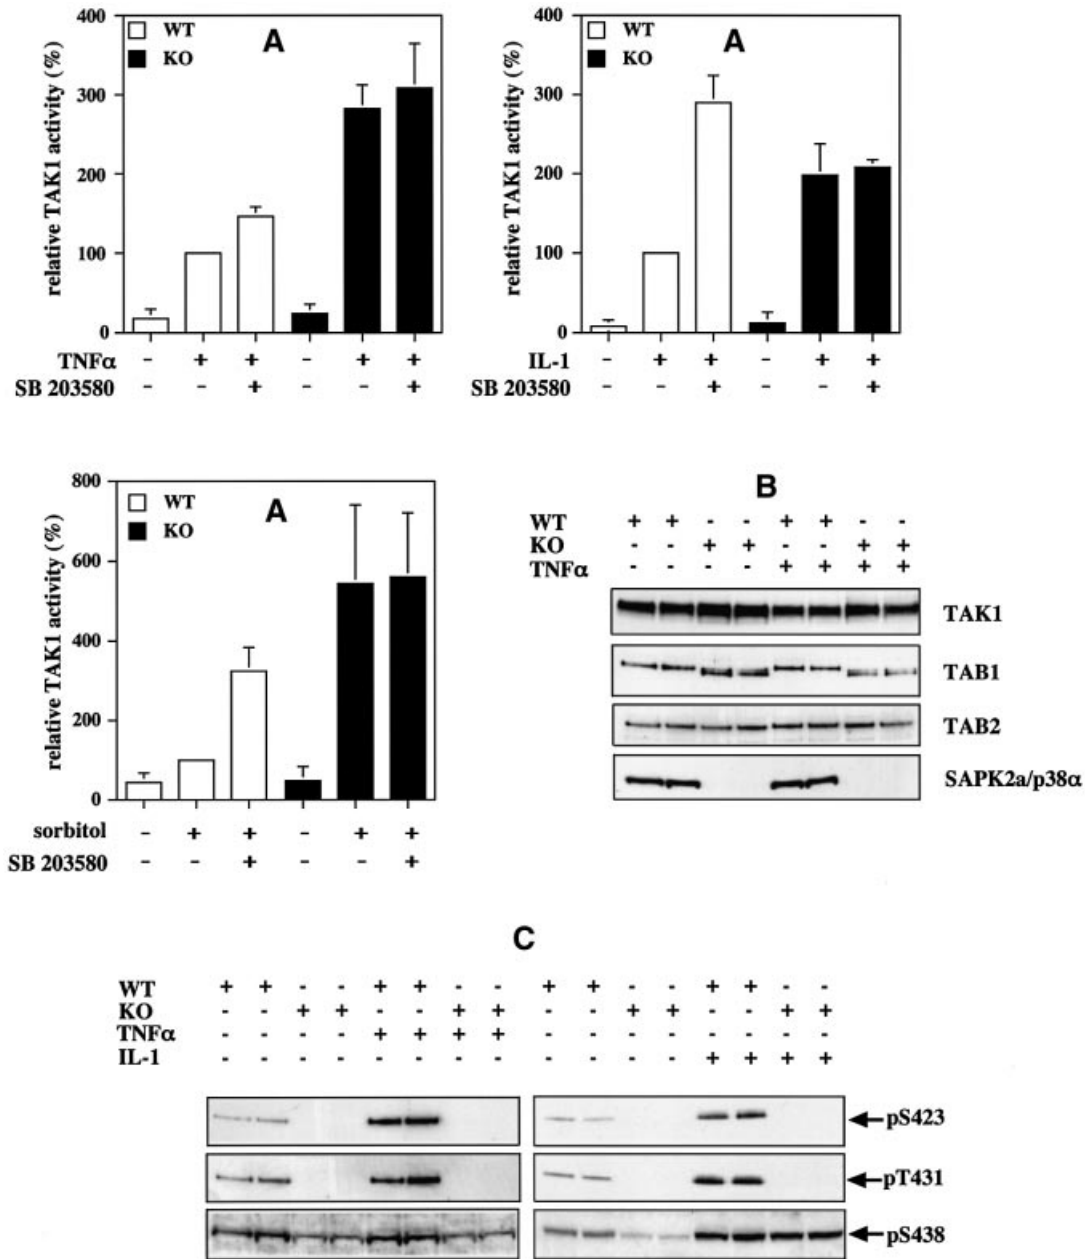 400
300
200
100
0
relative TAK1 activity (%)
WT
KO
A
TNFα - + + - + +
SB 203580 - - + - - +
400
300
200
100
0
relative TAK1 activity (%)
WT
KO
A
IL-1 - + + - + +
SB 203580 - - + - - +
800
600
400
200
0
relative TAK1 activity (%)
WT
KO
A
sorbitol - + + - + +
SB 203580 - - + - - +
B
WT + + - - + + - -
KO - - + + - - + +
TNFα - - - - + + + +
TAK1
TAB1
TAB2
SAPK2a/p38α
C
WT + + - - + + - - + + - - + + - -
KO - - + + - - + + - - + + - - + +
TNFα - - - - + + + + - - - - - - - -
IL-1 - - - - - - - - - - - - + + + +
pS423
pT431
pS438